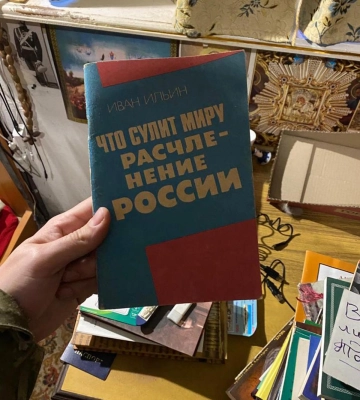 ИВАН ИЛЬИН
ЧТО СУЛИТ МИРУ
РАСЧЛЕ-
НЕНИЕ
РОССИИ